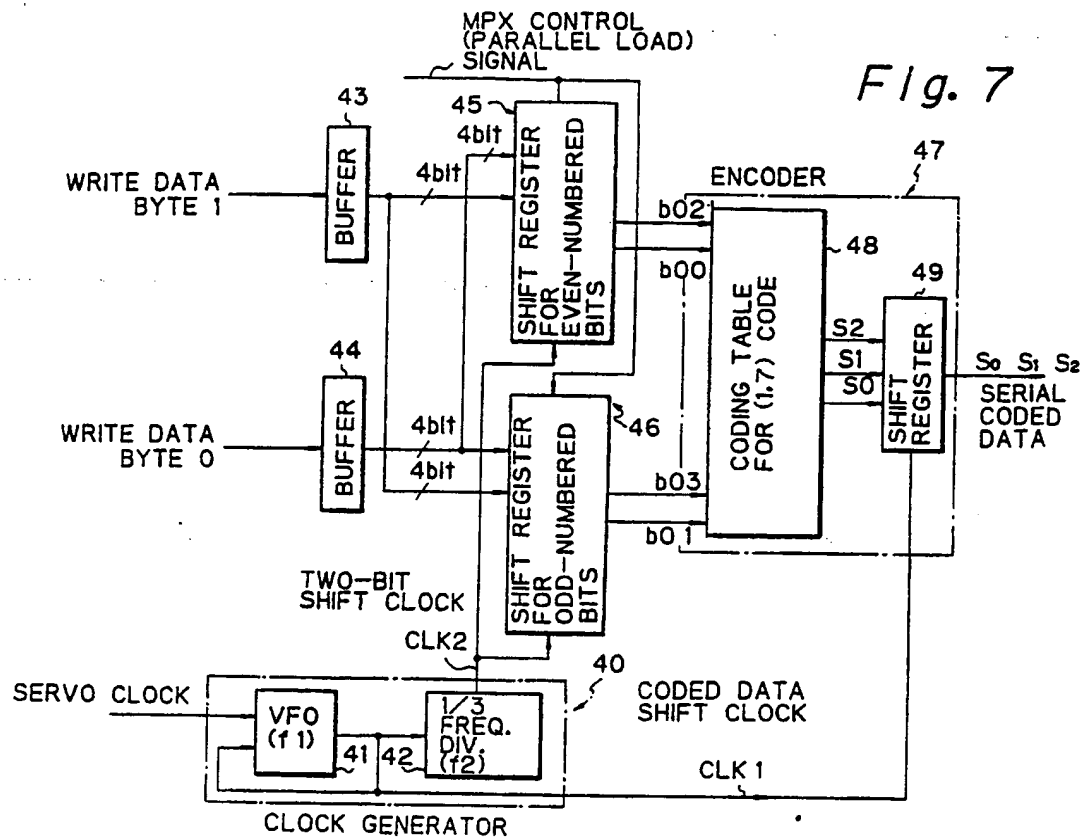 MPX CONTROL
(PARALLEL LOAD)
SIGNAL
Fig. 7
43
BUFFER
WRITE DATA
BYTE 1
4bit
4bit
45
SHIFT REGISTER
FOR
EVEN-NUMBERED
BITS
b02
b00
ENCODER
47
CODING TABLE
FOR (1.7) CODE
48
S2
S1
S0
49
SHIFT
REGISTER
S0 S1 S2
SERIAL
CODED
DATA
44
BUFFER
WRITE DATA
BYTE 0
4bit
4bit
46
SHIFT REGISTER
FOR
ODD-NUMBERED
BITS
b03
b01
TWO-BIT
SHIFT CLOCK
CLK2
40
SERVO CLOCK
VFO
(f1)
41
42
1/3
FREQ.
DIV.
(f2)
CODED DATA
SHIFT CLOCK
CLK1
CLOCK GENERATOR